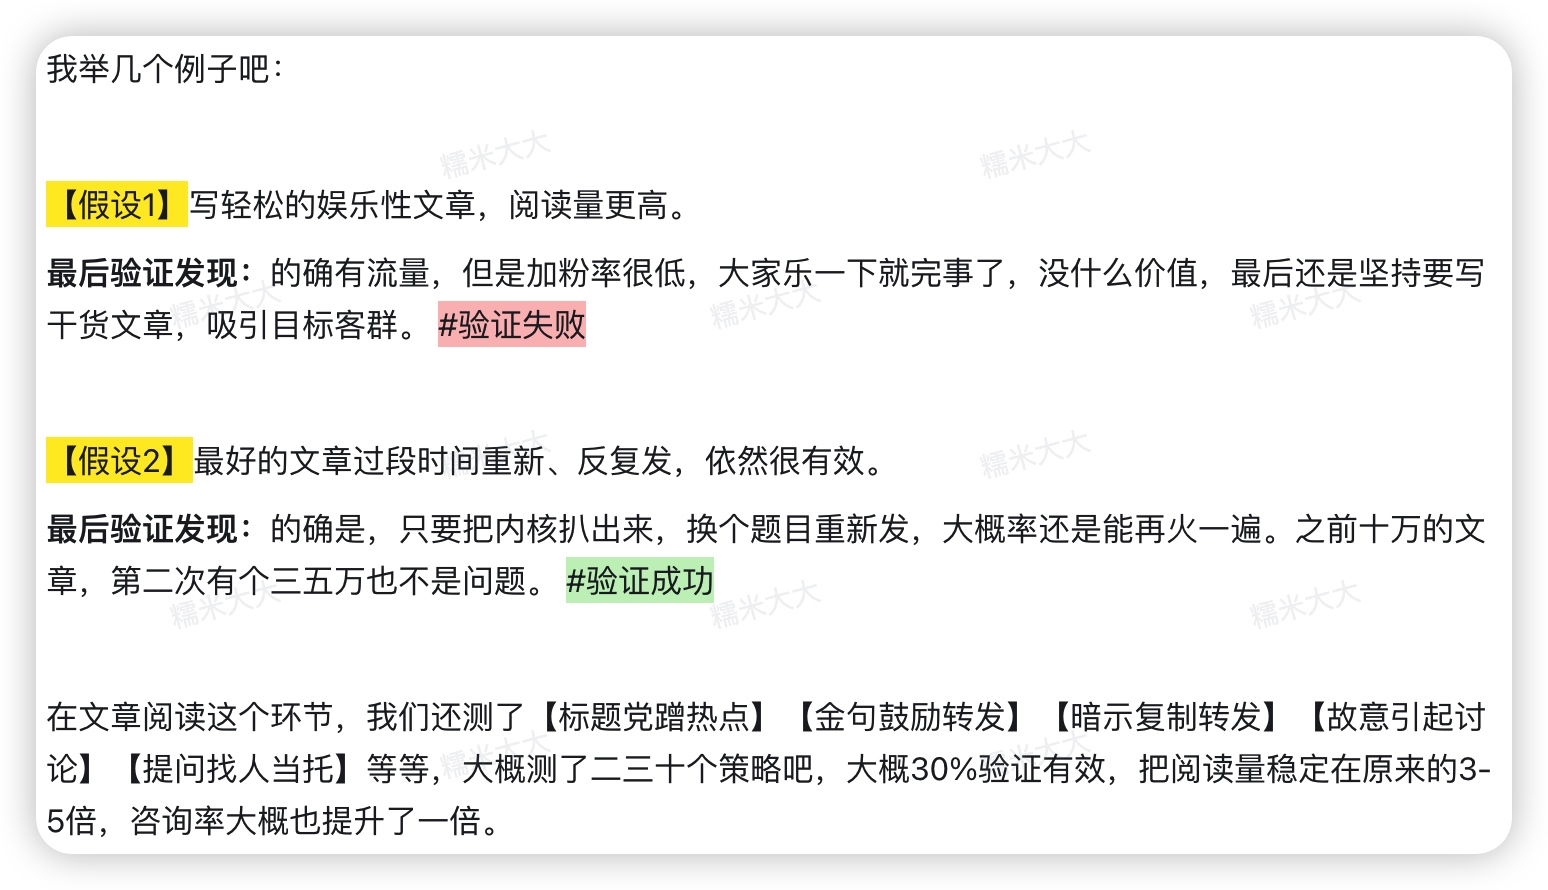 我举几个例子吧：
糯米大大 糯米大大
【假设1】写轻松的娱乐性文章，阅读量更高。
最后验证发现：的确有流量，但是加粉率很低，大家乐一下就完事了，没什么价值，最后还是坚持要写
糯米大大 糯米大大 糯米大大
干货文章，吸引目标客群。 #验证失败
糯米大大 糯米大大
【假设2】最好的文章过段时间重新、反复发，依然很有效。
最后验证发现：的确是，只要把内核扒出来，换个题目重新发，大概率还是能再火一遍。之前十万的文
章，第二次有个三五万也不是问题。 #验证成功
糯米大大 糯米大大 糯米大大
在文章阅读这个环节，我们还测了【标题党蹭热点】【金句鼓励转发】【暗示复制转发】【故意引起讨
糯米大大 糯米大大
论】【提问找人当托】等等，大概测了二三十个策略吧，大概30%验证有效，把阅读量稳定在原来的3-
5倍，咨询率大概也提升了一倍。